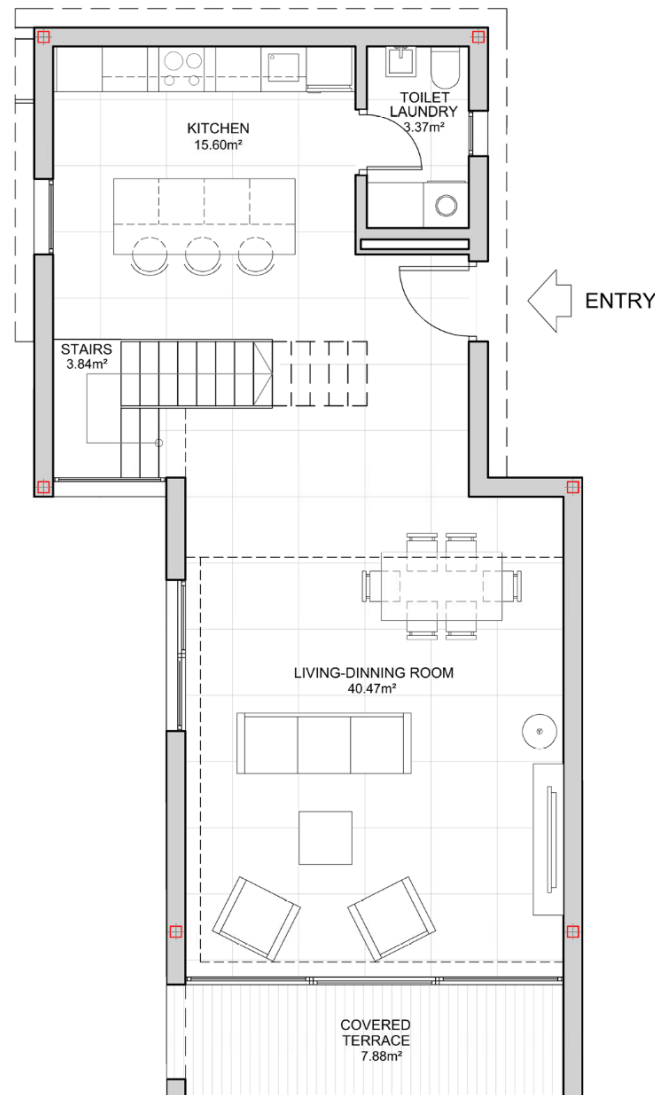 TOILET
LAUNDRY
3.37m²
KITCHEN
15.60m²
ENTRY
STAIRS
3.84m²
LIVING-DINNING ROOM
40.47m²
COVERED
TERRACE
7.88m²